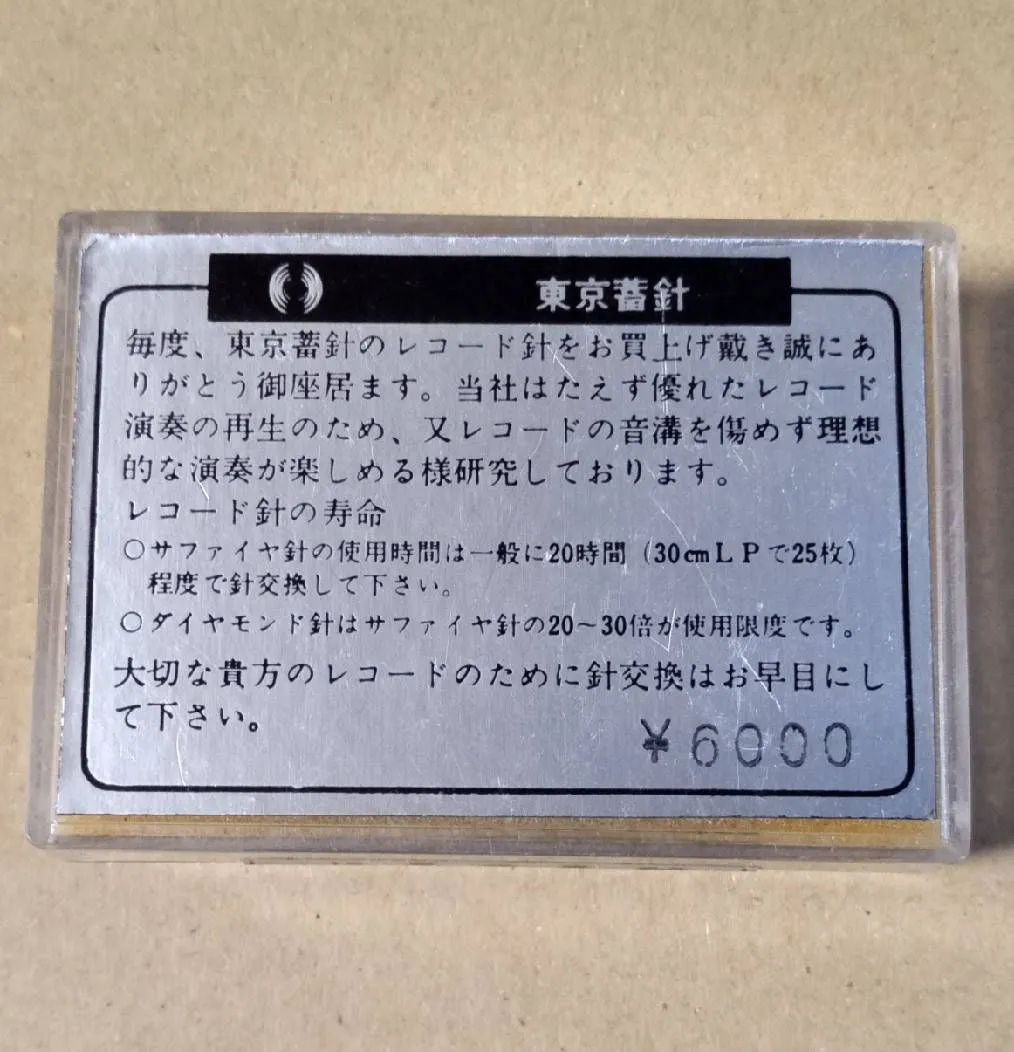 東京蓄針
毎度、東京蓄針のレコード針をお買上げ戴き誠にあ
りがとう御座居ます。当社はたえず優れたレコード
演奏の再生のため、又レコードの音溝を傷めず理想
的な演奏が楽しめる様研究しております。
レコード針の寿命
○サファイヤ針の使用時間は一般に20時間（30㎝ＬＰで25枚）
程度で針交換して下さい。
○ダイヤモンド針はサファイヤ針の20〜30倍が使用限度です。
大切な貴方のレコードのために針交換はお早目にし
て下さい。
¥6000